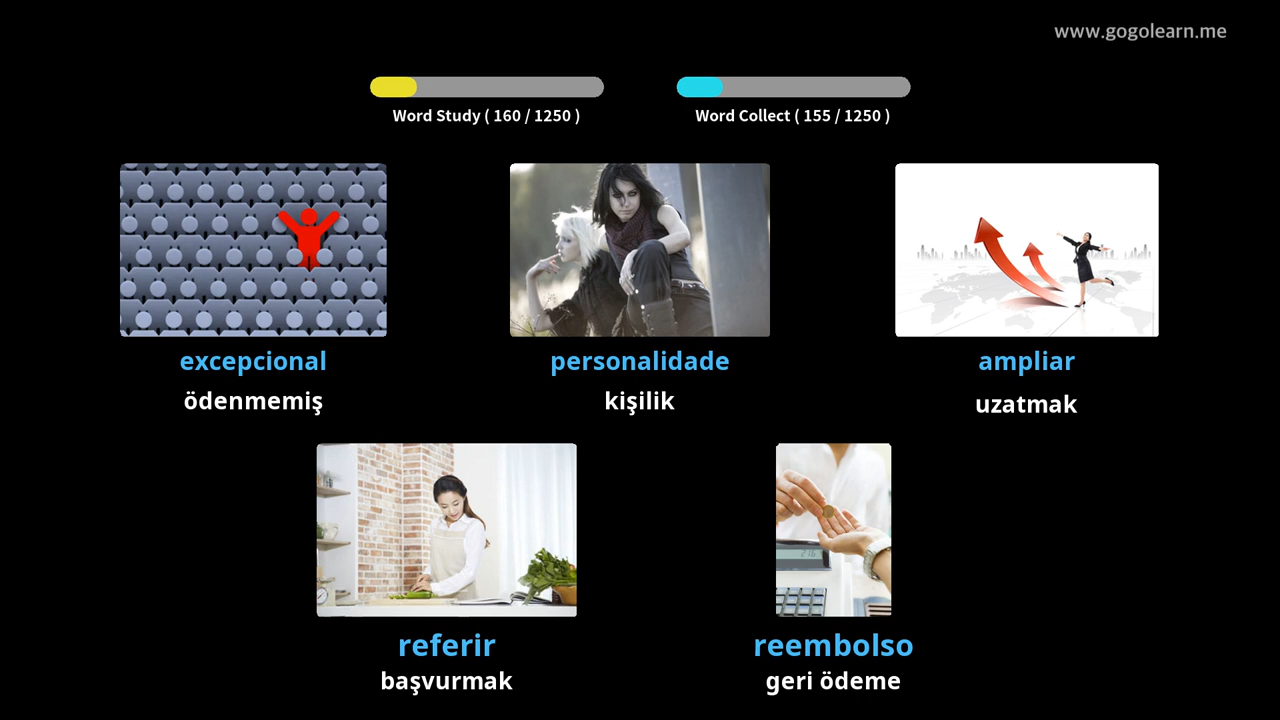 www.gogolearn.me
Word Study ( 160 / 1250 )
Word Collect ( 155 / 1250 )
excepcional
personalidade
ampliar
ödenmemiş
kişilik
uzatmak
referir
reembolso
başvurmak
geri ödeme